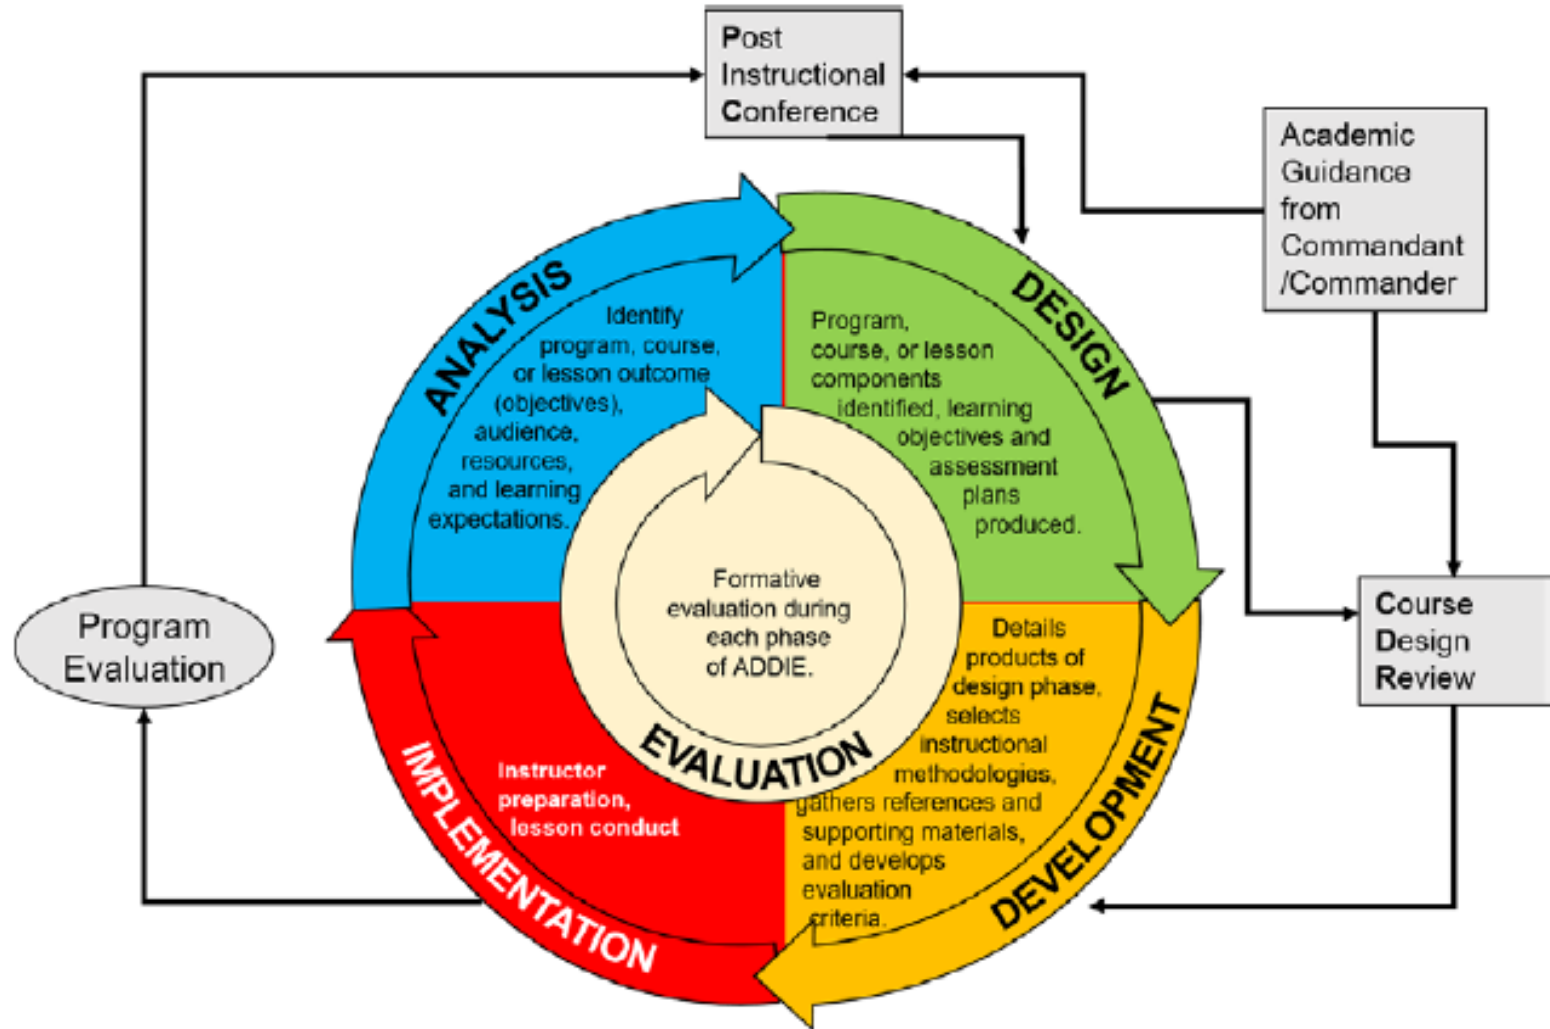 Post
Instructional
Conference
Academic
Guidance
from
Commandant
/Commander
ANALYSIS
Identify
program, course,
or lesson outcome
(objectives),
audience,
resources,
and learning
expectations.
DESIGN
Program,
course, or lesson
components
identified, learning
objectives and
assessment
plans
produced.
Formative
evaluation during
each phase
of ADDIE.
EVALUATION
Program
Evaluation
Course
Design
Review
Details
products of
design phase,
selects
instructional
methodologies,
gathers references and
supporting materials,
and develops
evaluation
criteria.
DEVELOPMENT
Instructor
preparation,
lesson conduct
IMPLEMENTATION